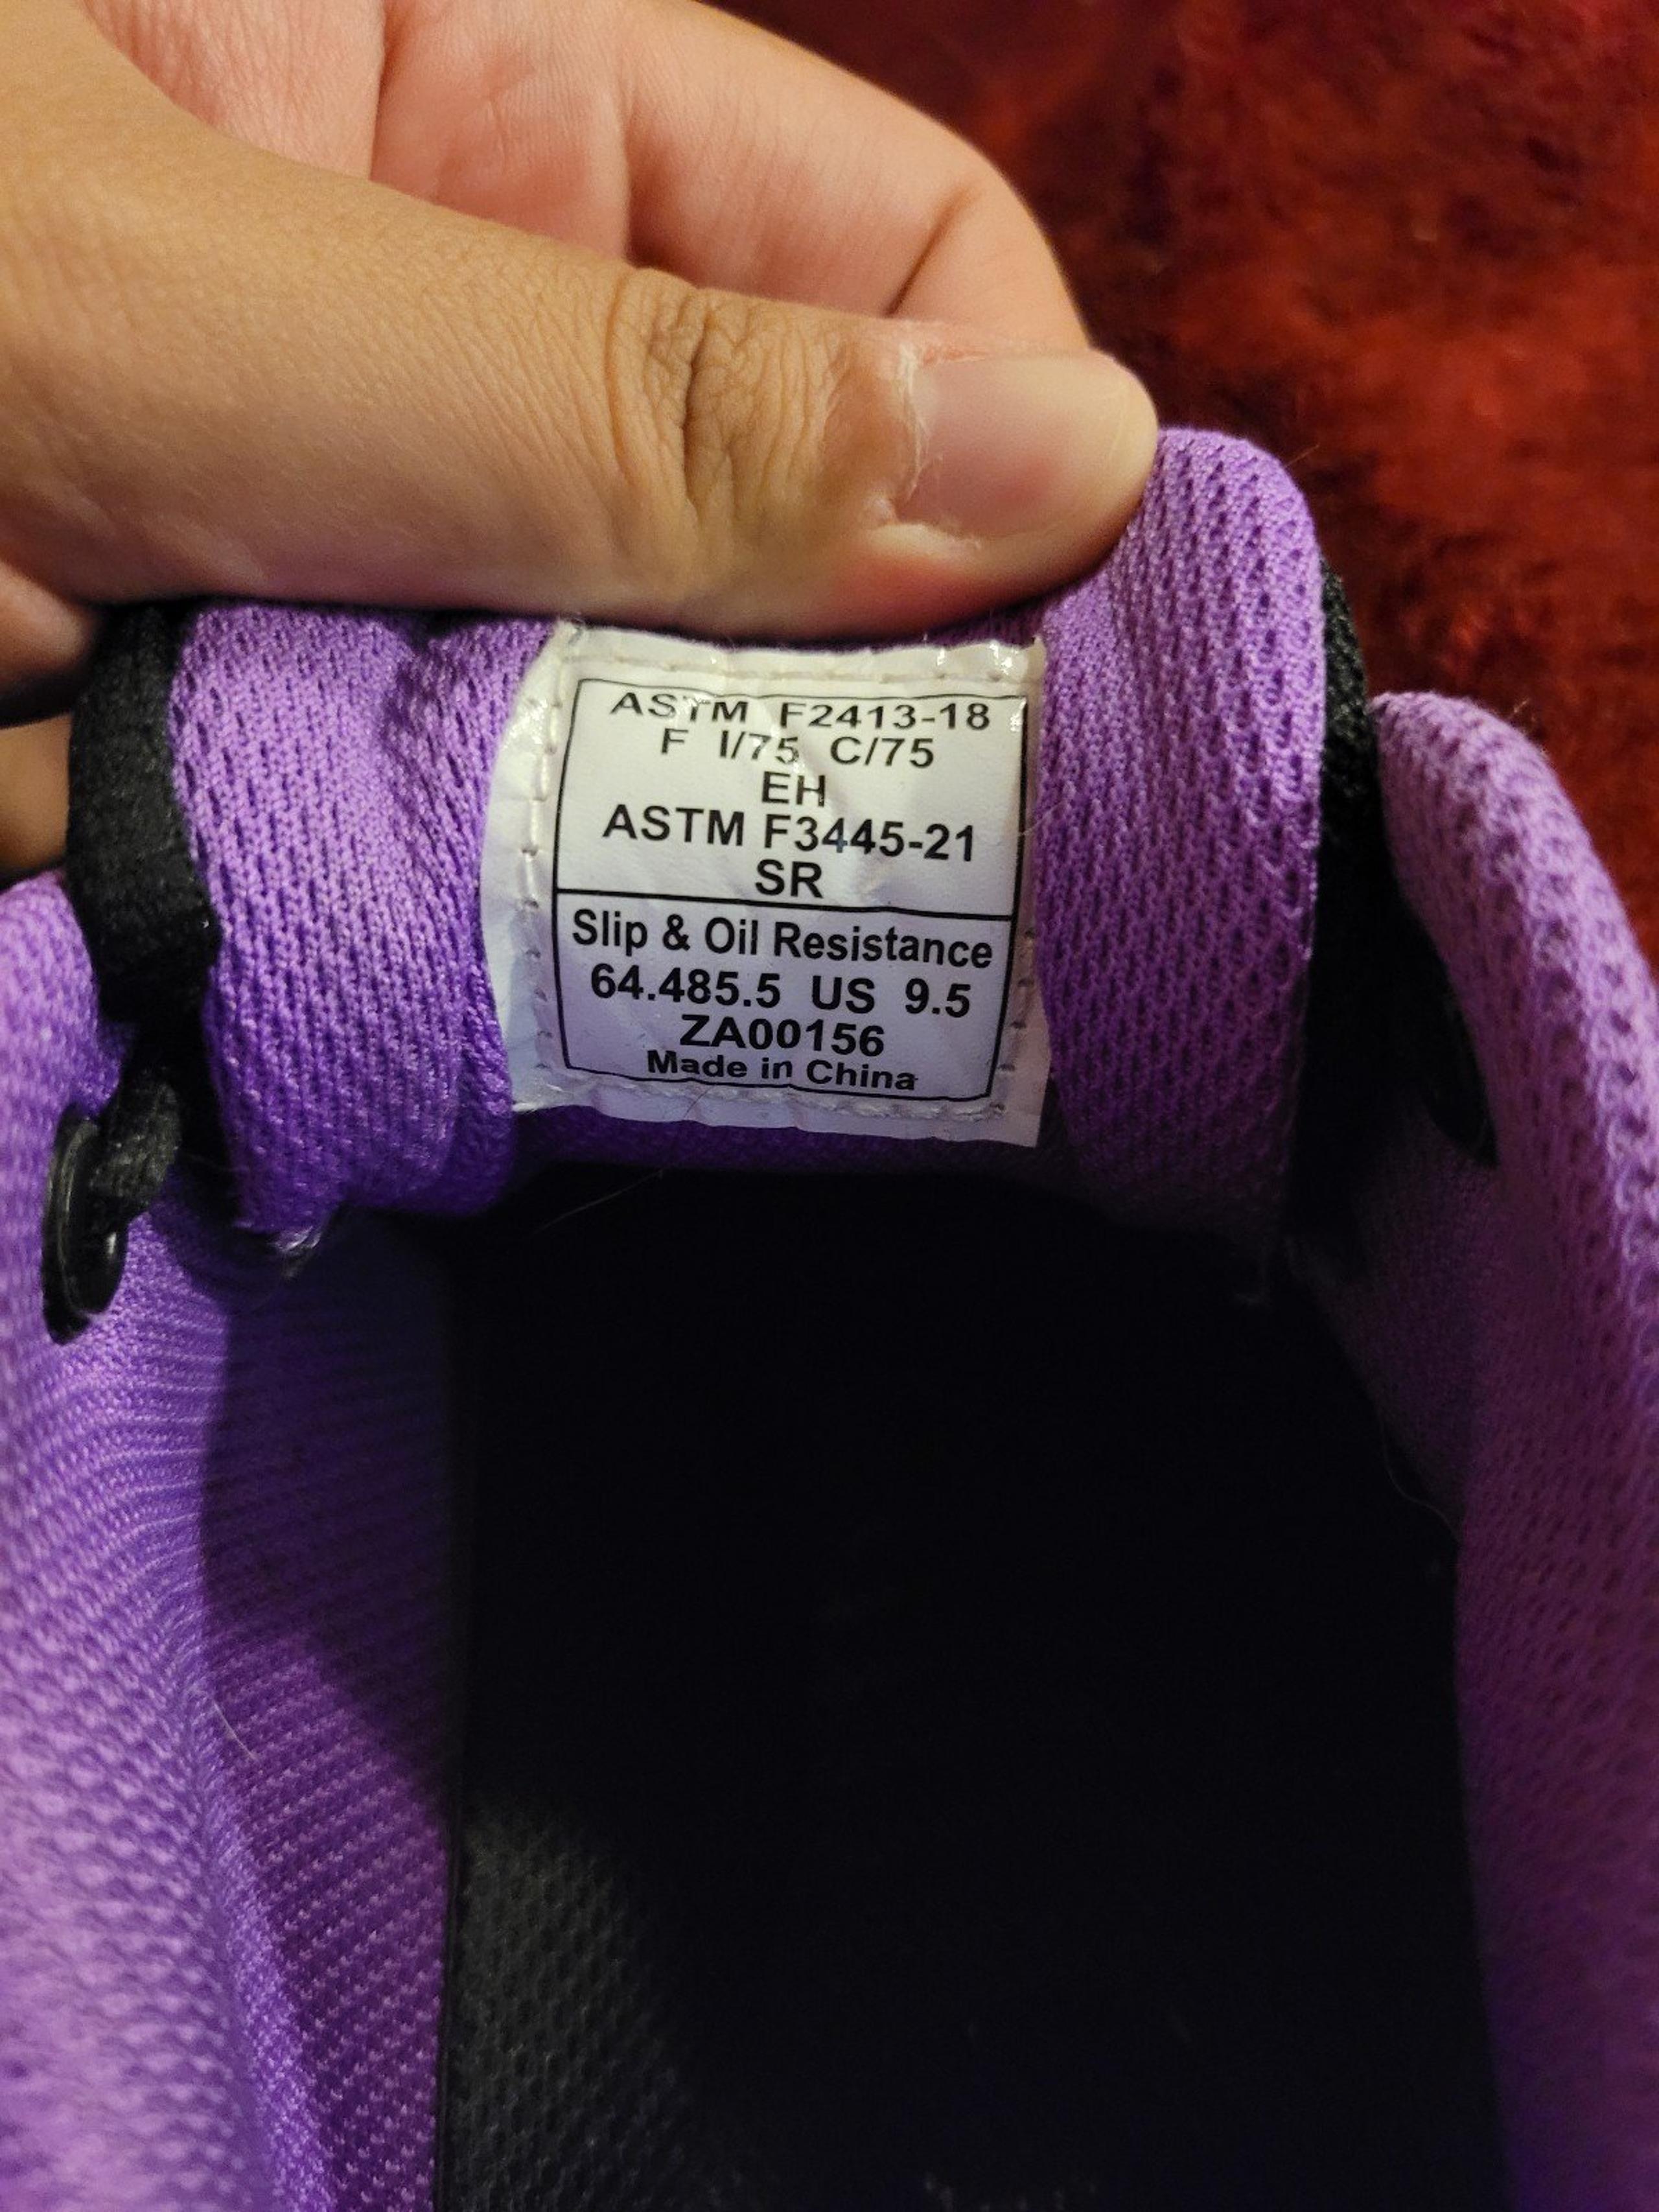 ASTM F2413-18
F I/75 C/75
EH
ASTM F3445-21
SR
Slip & Oil Resistance
64.485.5 US 9.5
ZA00156
Made in China